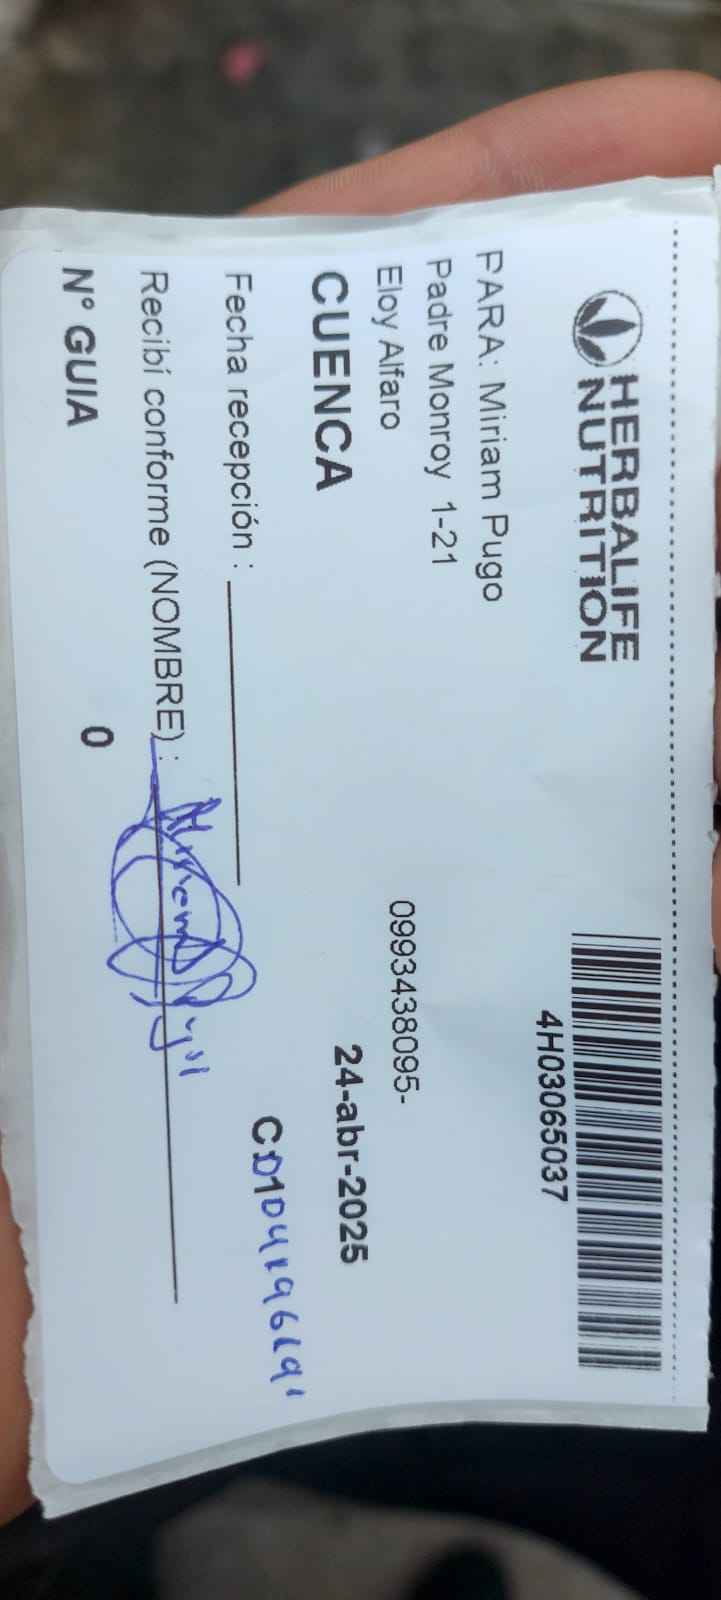 HERBALIFE
NUTRITION
4H03065037
PARA: Miriam Pugo
Padre Monroy 1-21
Eloy Alfaro
0993438095-
CUENCA
24-abr-2025
Fecha recepción :
Recibí conforme (NOMBRE) :
Nº GUIA
0